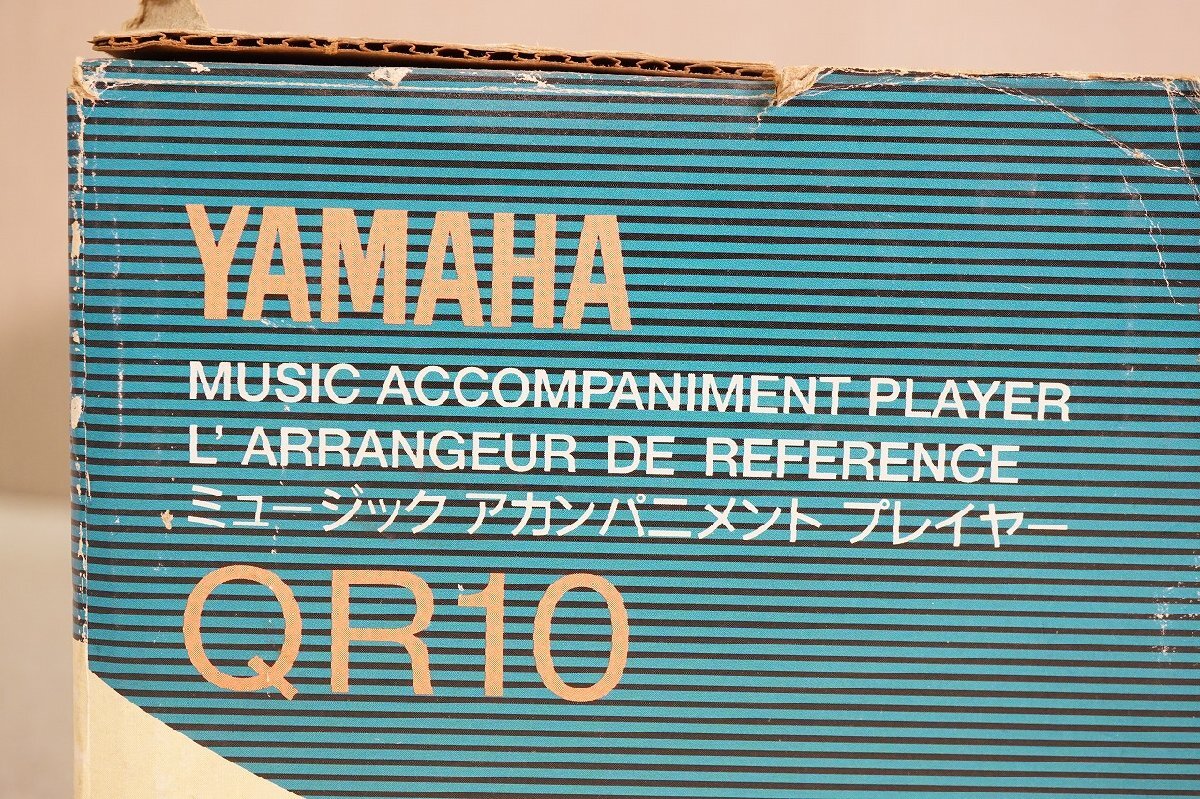 YAMAHA
MUSIC ACCOMPANIMENT PLAYER
L'ARRANGEUR DE REFERENCE
ミュージック アカンパニメント プレイヤー
QR10